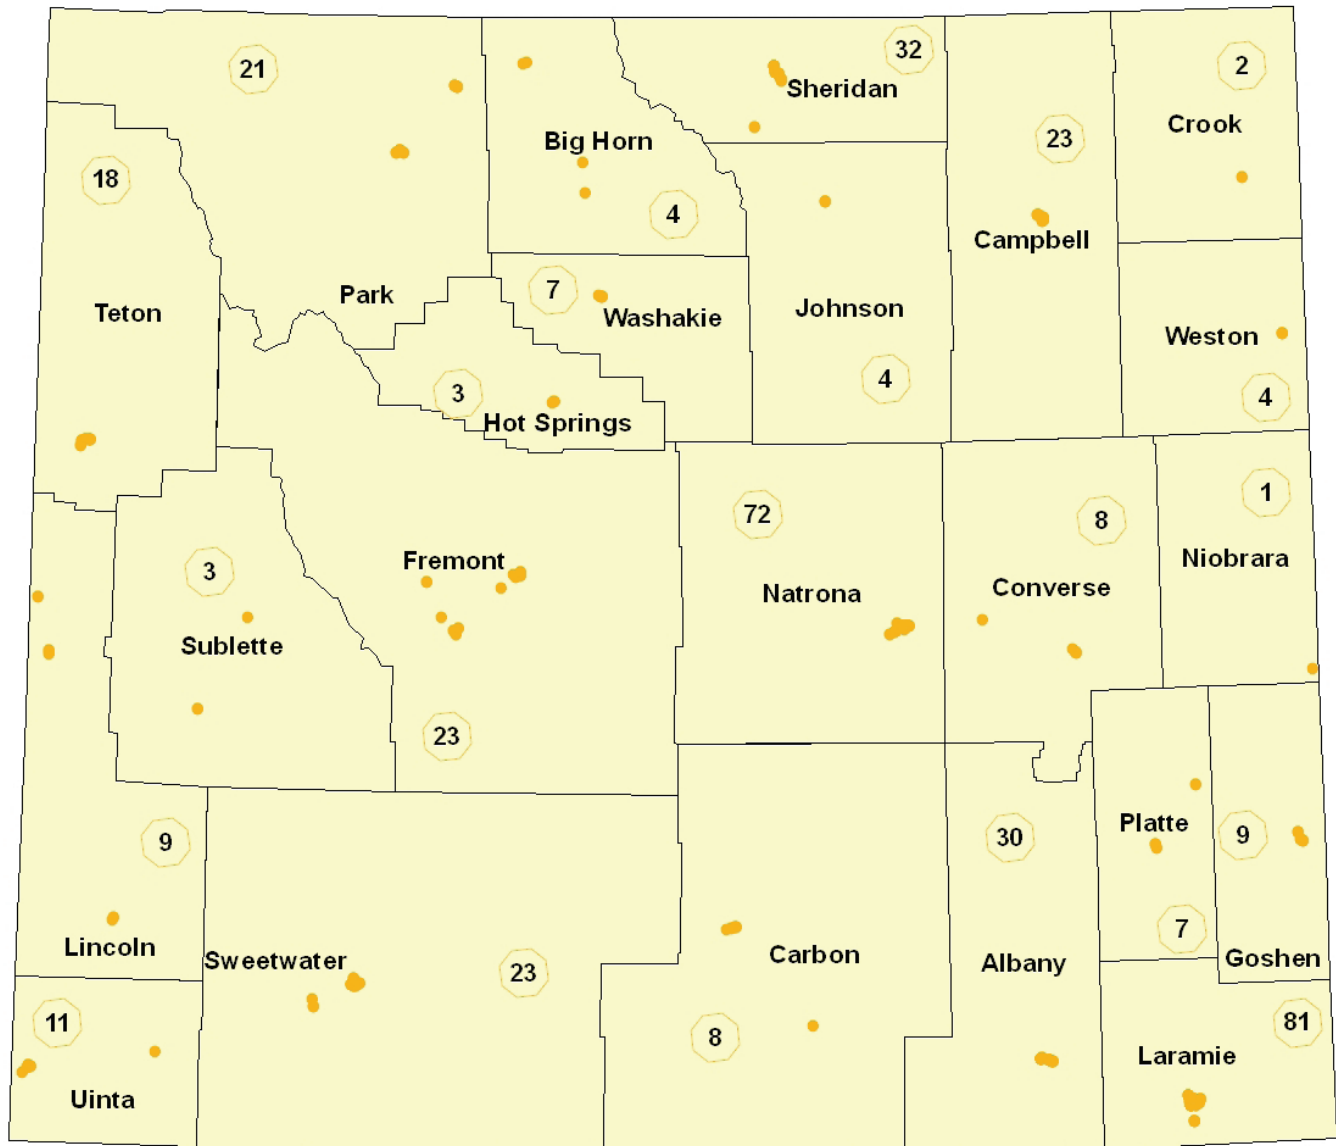 21
32
2
Sheridan
Crook
Big Horn
23
18
4
Campbell
Park
7
Washakie
Johnson
Teton
Weston
3
4
4
Hot Springs
72
8
1
Fremont
Niobrara
3
Natrona
Converse
Sublette
23
9
30
Platte
9
7
Lincoln
Sweetwater
23
Carbon
Albany
Goshen
11
8
81
Laramie
Uinta